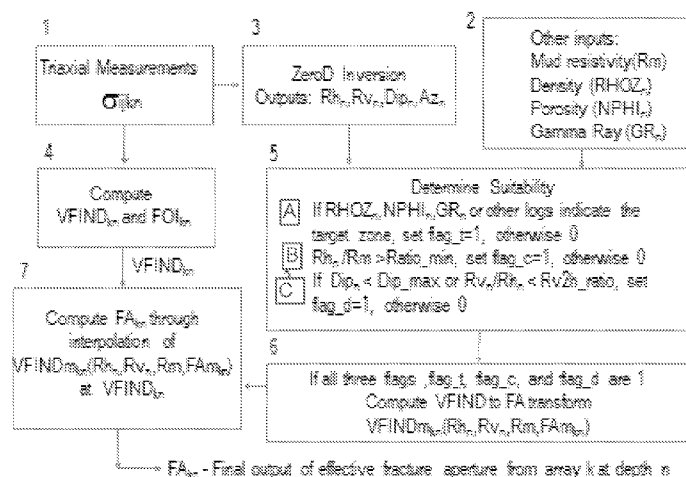 1
Triaxial Measurements
σijkn
3
ZeroD Inversion
Outputs: Rhn,Rvn,Dipn,Azn
2
Other inputs:
Mud resistivity(Rm)
Density (RHOZn)
Porosity (NPHIn)
Gamma Ray (GRn)
4
Compute
VFINDkn and FOIkn
VFINDkn
5
Determine Suitability
A If RHOZn,NPHIn,GRn or other logs indicate the
target zone, set flag_t=1, otherwise 0
B Rhn/Rm >Ratio_min, set flag_c=1, otherwise 0
C If Dipn < Dip_max or Rvn/Rhn < Rv2h_ratio, set
flag_d=1, otherwise 0
6
If all three flags ,flag_t, flag_c, and flag_d are 1
Compute VFIND to FA transform
VFINDmkn(Rhn,Rvn,Rm,FAmkn)
7
Compute FAkn through
interpolation of
VFINDmkn(Rhn,Rvn,Rm,FAmkn)
at VFINDkn
FAkn - Final output of effective fracture aperture from array k at depth n